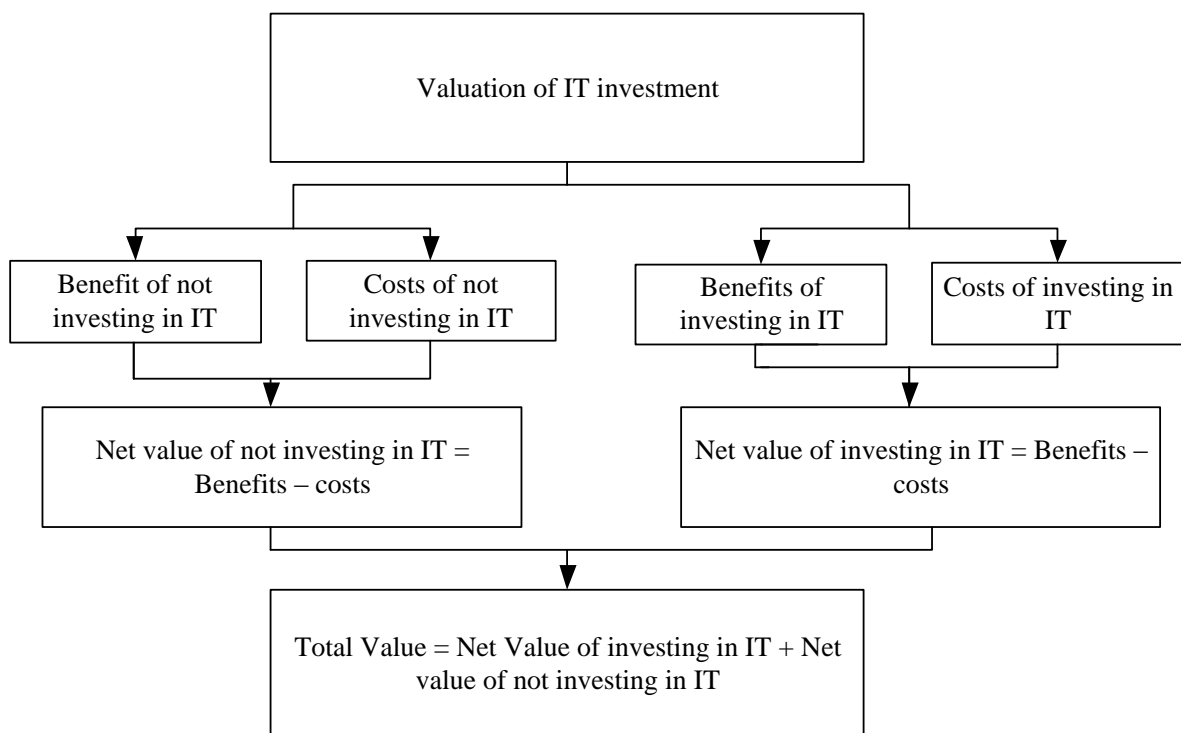 Valuation of IT investment
Benefit of not
investing in IT
Costs of not
investing in IT
Benefits of
investing in IT
Costs of investing in
IT
Net value of not investing in IT =
Benefits – costs
Net value of investing in IT = Benefits –
costs
Total Value = Net Value of investing in IT + Net
value of not investing in IT